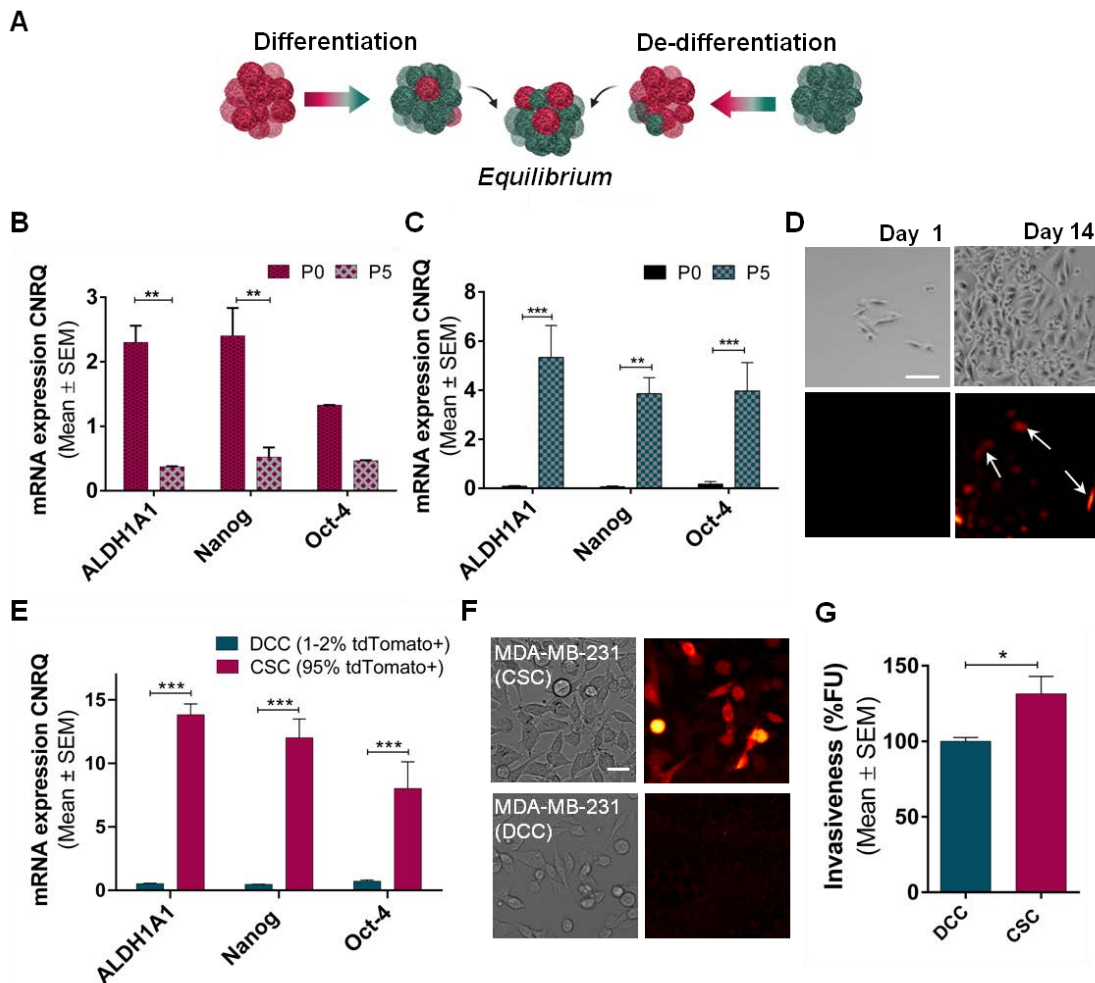 A
Differentiation
De-differentiation
Equilibrium
B
mRNA expression CNRQ
(Mean ± SEM)
P0 P5
3
2
1
0
**
**
ALDH1A1
Nanog
Oct-4
C
mRNA expression CNRQ
(Mean ± SEM)
P0 P5
8
6
4
2
0
***
**
***
ALDH1A1
Nanog
Oct-4
D
Day 1
Day 14
E
mRNA expression CNRQ
(Mean ± SEM)
DCC (1-2% tdTomato+)
CSC (95% tdTomato+)
15
10
5
0
***
***
***
ALDH1A1
Nanog
Oct-4
F
MDA-MB-231
(CSC)
MDA-MB-231
(DCC)
G
Invasiveness (%FU)
(Mean ± SEM)
150
100
50
0
*
DCC
CSC